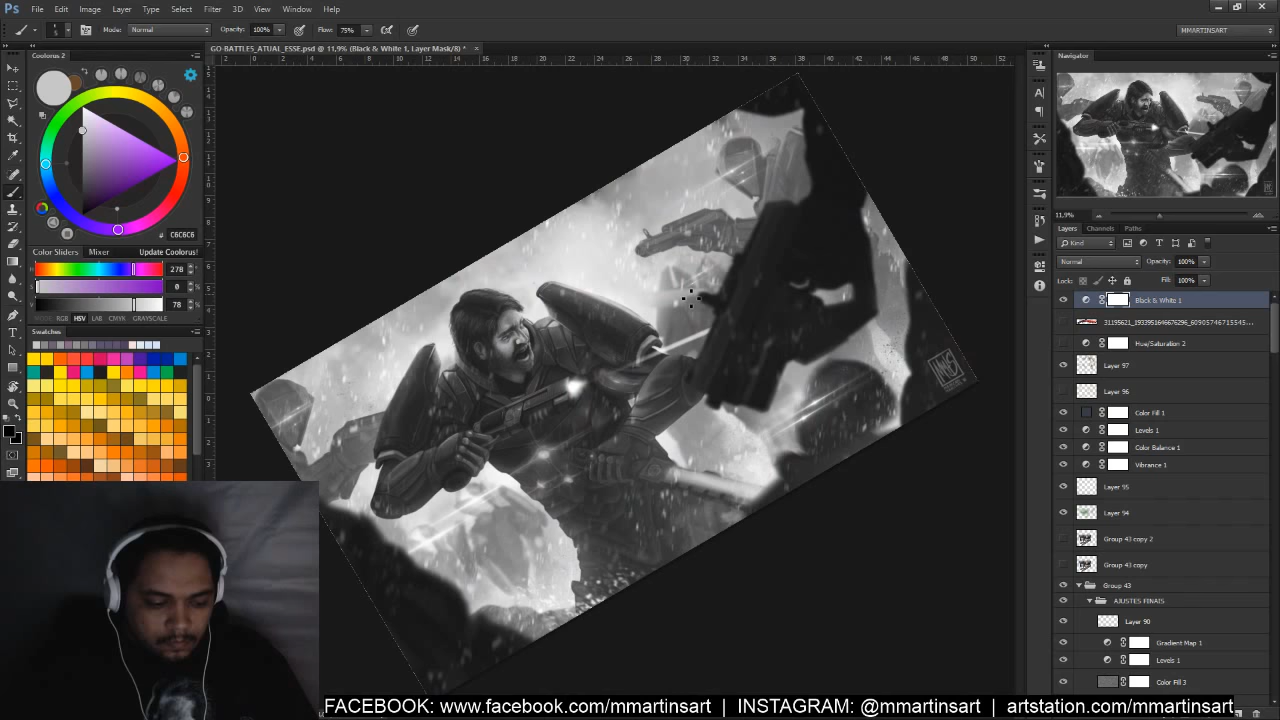 Ps File Edit Image Layer Type Select Filter 3D View Window Help
Mode: Normal Opacity: 100% Flow: 75% MMARTINSART
GO-BATTLE5_ATUAL_ESSE.psd @ 11,9% (Black & White 1, Layer Mask/8) * ×
Coolorus 2
C6C6C6
Color Sliders Mixer Update Coolorus!
H 278
S 0
V 78
MODE: RGB HSV LAB CMYK GRAYSCALE
Swatches
Navigator
11,9%
Layers Channels Paths
Kind
Normal Opacity: 100%
Lock: Fill: 100%
Black & White 1
Hue/Saturation 2
Layer 97
Layer 96
Color Fill 1
Levels 1
Color Balance 1
Vibrance 1
Layer 95
Layer 94
Group 43 copy 2
Group 43 copy
Group 43
AJUSTES FINAIS
Layer 90
Gradient Map 1
Levels 1
Color Fill 3
FACEBOOK: www.facebook.com/mmartinsart | INSTAGRAM: @mmartinsart | artstation.com/mmartinsart